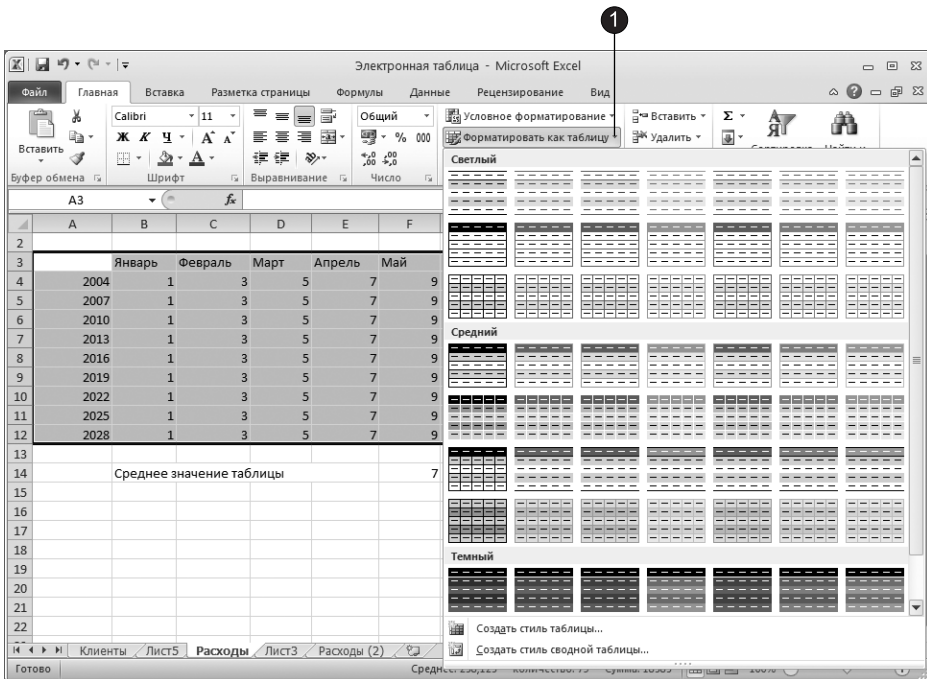 1
Электронная таблица - Microsoft Excel
Файл Главная Вставка Разметка страницы Формулы Данные Рецензирование Вид
Вставить Calibri 11 Общий Условное форматирование Вставить Σ
Ж К Ч А А % 000 Форматировать как таблицу Удалить
Буфер обмена Шрифт Выравнивание Число
A3 fx
A B C D E F
2
3 Январь Февраль Март Апрель Май
4 2004 1 3 5 7 9
5 2007 1 3 5 7 9
6 2010 1 3 5 7 9
7 2013 1 3 5 7 9
8 2016 1 3 5 7 9
9 2019 1 3 5 7 9
10 2022 1 3 5 7 9
11 2025 1 3 5 7 9
12 2028 1 3 5 7 9
13
14 Среднее значение таблицы 7
15
16
17
18
19
20
21
22
Светлый
Средний
Темный
Создать стиль таблицы...
Создать стиль сводной таблицы...
Клиенты Лист5 Расходы Лист3 Расходы (2)
Готово